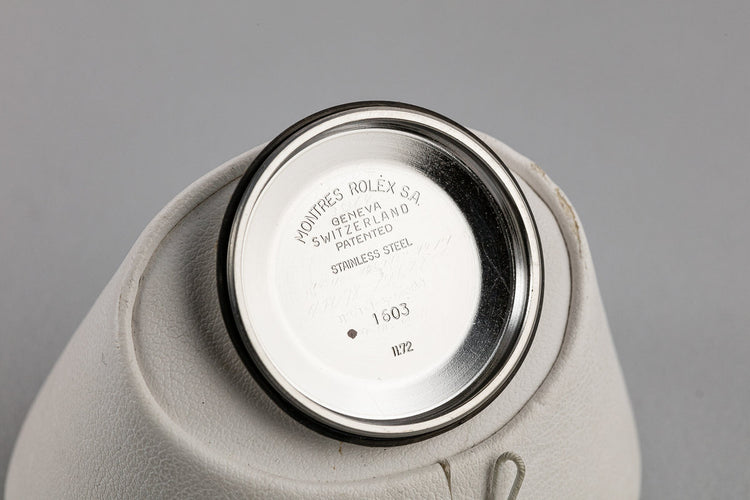 MONTRES ROLEX S.A.
GENEVA
SWITZERLAND
PATENTED
STAINLESS STEEL
1603
II.72